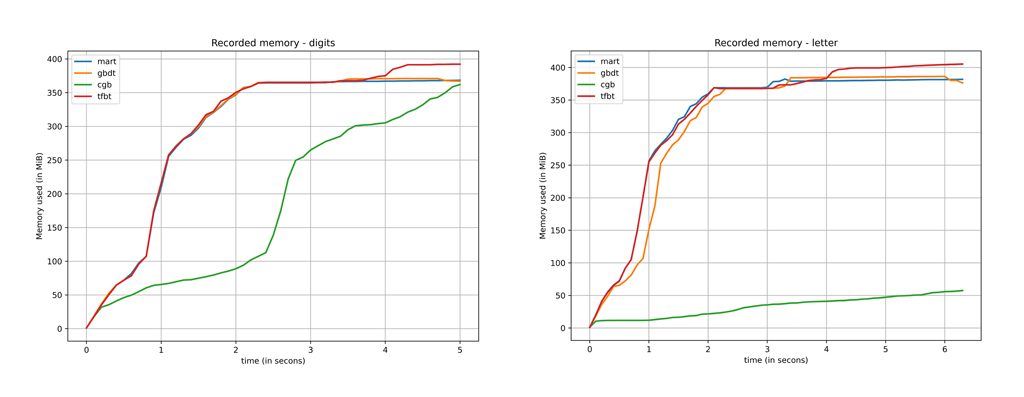 Recorded memory - digits
400
350
300
250
200
150
100
50
0
Memory used (in MiB)
mart
gbdt
cgb
tfbt
0 1 2 3 4 5
time (in secons)
Recorded memory - letter
400
350
300
250
200
150
100
50
0
Memory used (in MiB)
mart
gbdt
cgb
tfbt
0 1 2 3 4 5 6
time (in secons)